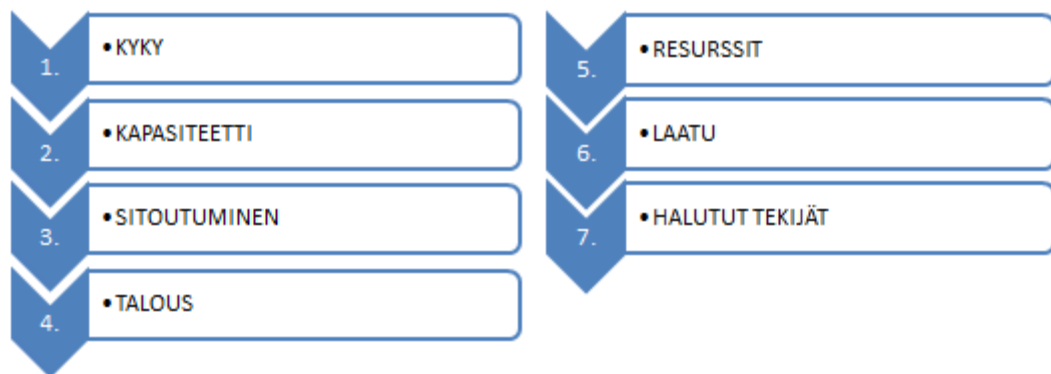 1. • KYKY
2. • KAPASITEETTI
3. • SITOUTUMINEN
4. • TALOUS
5. • RESURSSIT
6. • LAATU
7. • HALUTUT TEKIJÄT